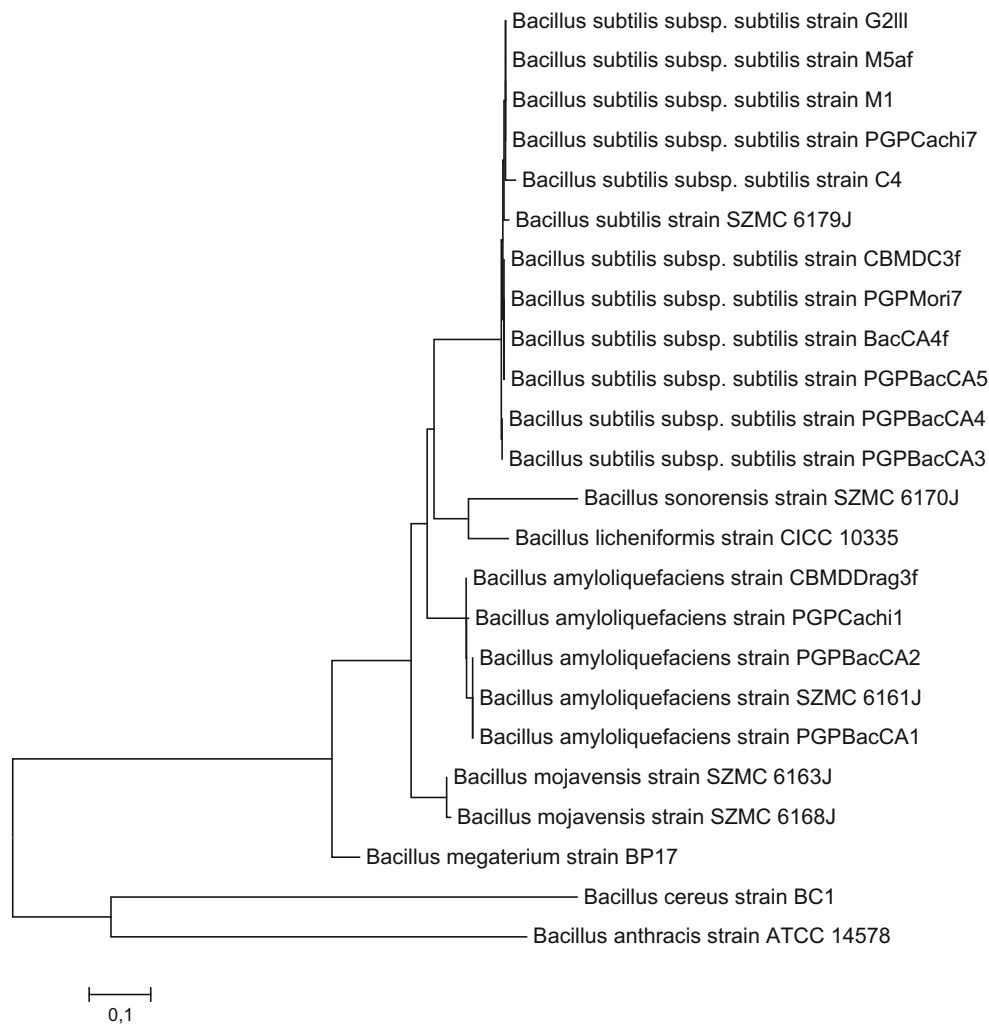 Bacillus subtilis subsp. subtilis strain G2lll
Bacillus subtilis subsp. subtilis strain M5af
Bacillus subtilis subsp. subtilis strain M1
Bacillus subtilis subsp. subtilis strain PGPCachi7
Bacillus subtilis subsp. subtilis strain C4
Bacillus subtilis strain SZMC 6179J
Bacillus subtilis subsp. subtilis strain CBMDC3f
Bacillus subtilis subsp. subtilis strain PGPMori7
Bacillus subtilis subsp. subtilis strain BacCA4f
Bacillus subtilis subsp. subtilis strain PGPBacCA5
Bacillus subtilis subsp. subtilis strain PGPBacCA4
Bacillus subtilis subsp. subtilis strain PGPBacCA3
Bacillus sonorensis strain SZMC 6170J
Bacillus licheniformis strain CICC 10335
Bacillus amyloliquefaciens strain CBMDDrag3f
Bacillus amyloliquefaciens strain PGPCachi1
Bacillus amyloliquefaciens strain PGPBacCA2
Bacillus amyloliquefaciens strain SZMC 6161J
Bacillus amyloliquefaciens strain PGPBacCA1
Bacillus mojavensis strain SZMC 6163J
Bacillus mojavensis strain SZMC 6168J
Bacillus megaterium strain BP17
Bacillus cereus strain BC1
Bacillus anthracis strain ATCC 14578
0,1